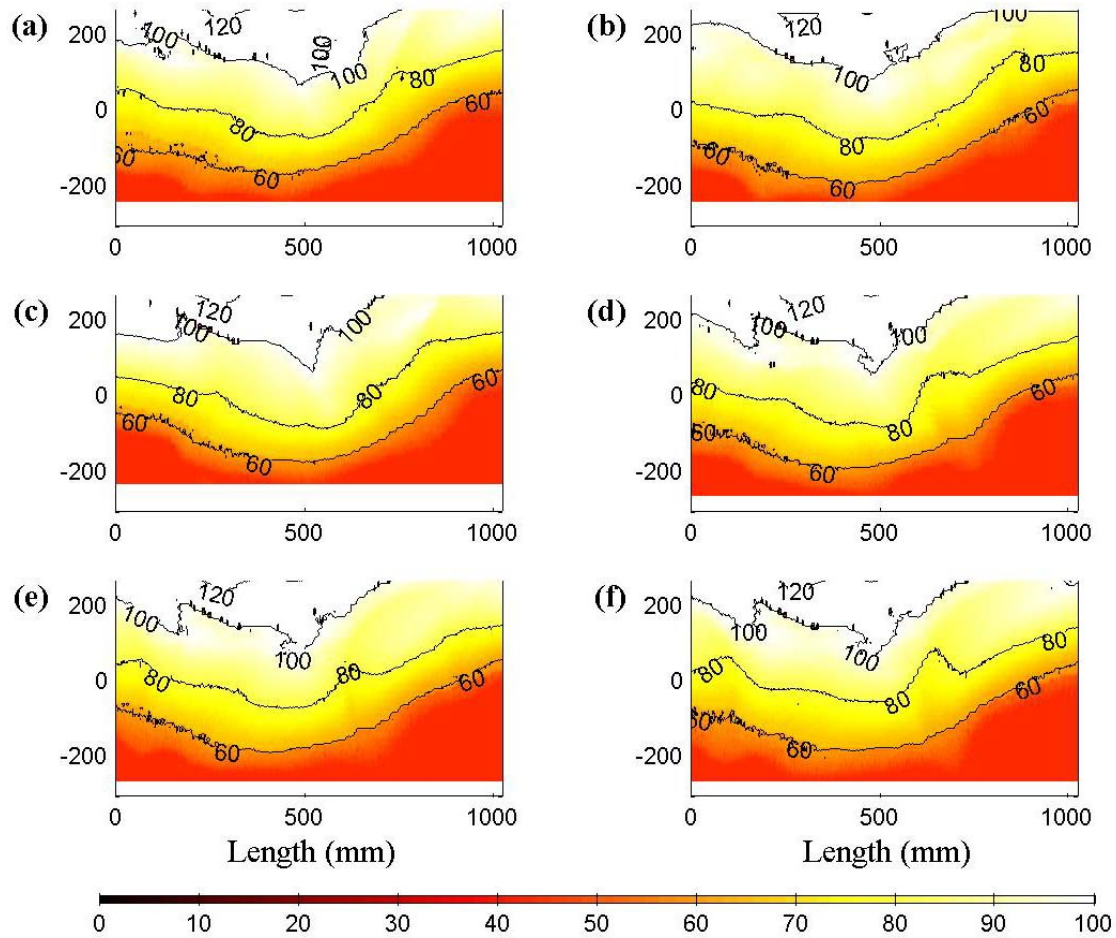 (a) 200 0 -200 100 120 100 100 80 80 60 60 60
0 500 1000
(b) 200 0 -200 120 100 100 80 80 60 60 60
0 500 1000
(c) 200 0 -200 120 100 100 80 80 60 60 60
0 500 1000
(d) 200 0 -200 100 120 100 80 80 60 60 60
0 500 1000
(e) 200 0 -200 100 120 100 80 80 60 60
0 500 1000
Length (mm)
(f) 200 0 -200 120 100 100 80 80 80 60 60 60
0 500 1000
Length (mm)
0 10 20 30 40 50 60 70 80 90 100